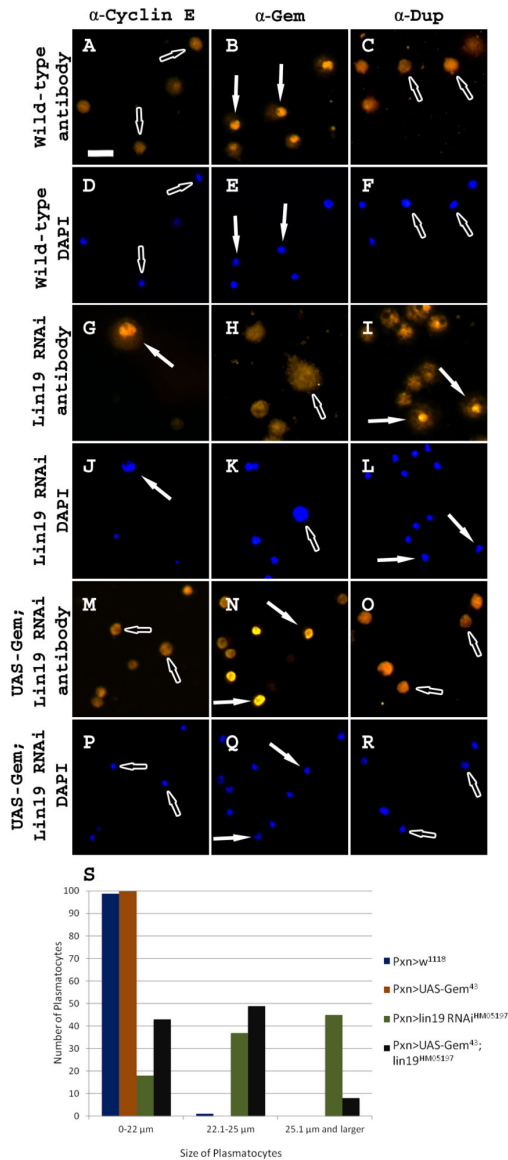 α-Cyclin E α-Gem α-Dup
Wild-type antibody
A B C
Wild-type DAPI
D E F
Lin19 RNAi antibody
G H I
Lin19 RNAi DAPI
J K L
UAS-Gem; Lin19 RNAi antibody
M N O
UAS-Gem; Lin19 RNAi DAPI
P Q R
S
Number of Plasmatocytes
100
90
80
70
60
50
40
30
20
10
0
0-22 µm 22.1-25 µm 25.1 µm and larger
Size of Plasmatocytes
Pxn>w1118
Pxn>UAS-Gem43
Pxn>lin19 RNAiHM05197
Pxn>UAS-Gem43;
lin19HM05197